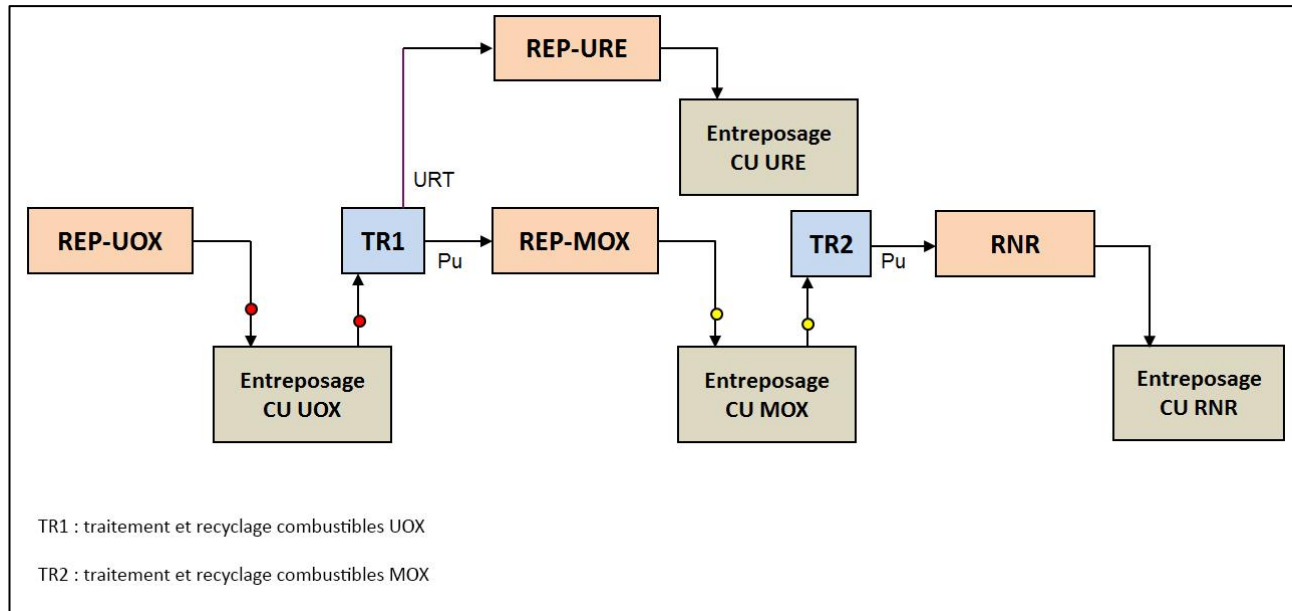 REP-URE
Entreposage
CU URE
URT
REP-UOX
TR1
Pu
REP-MOX
TR2
Pu
RNR
Entreposage
CU UOX
Entreposage
CU MOX
Entreposage
CU RNR
TR1 : traitement et recyclage combustibles UOX
TR2 : traitement et recyclage combustibles MOX